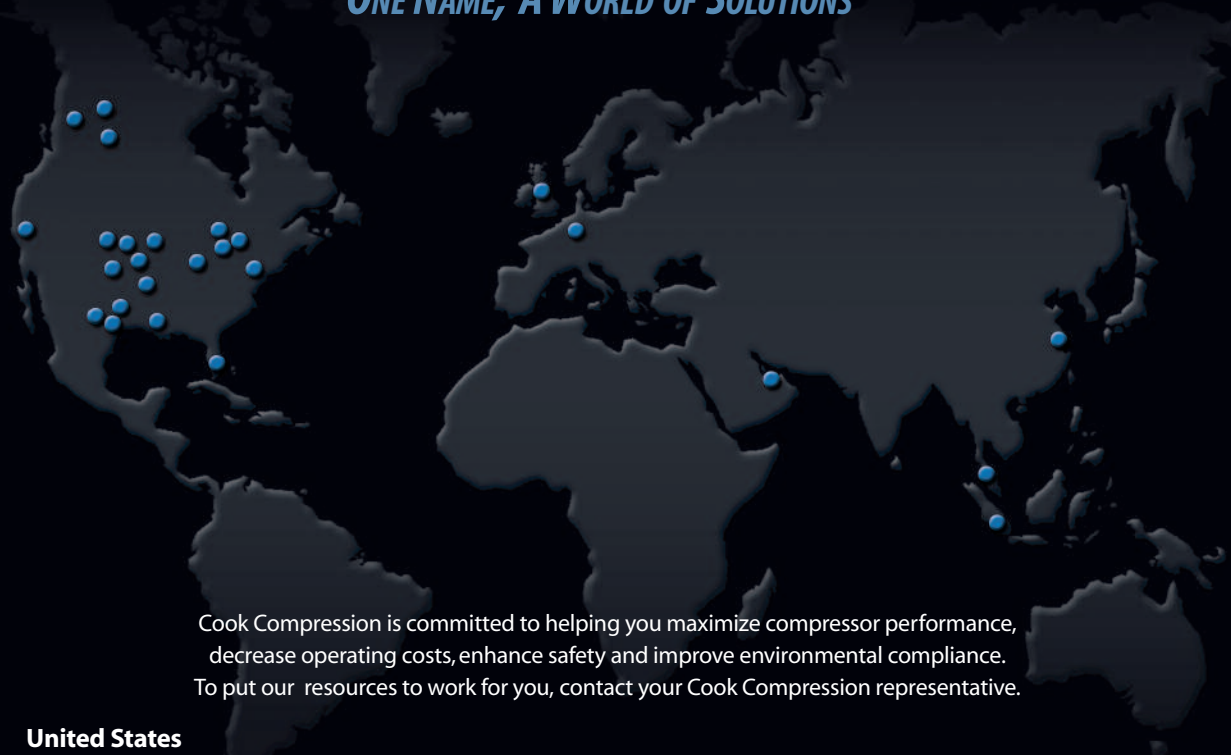 ONE NAME, A WORLD OF SOLUTIONS
Cook Compression is committed to helping you maximize compressor performance,
decrease operating costs, enhance safety and improve environmental compliance.
To put our resources to work for you, contact your Cook Compression representative.
United States